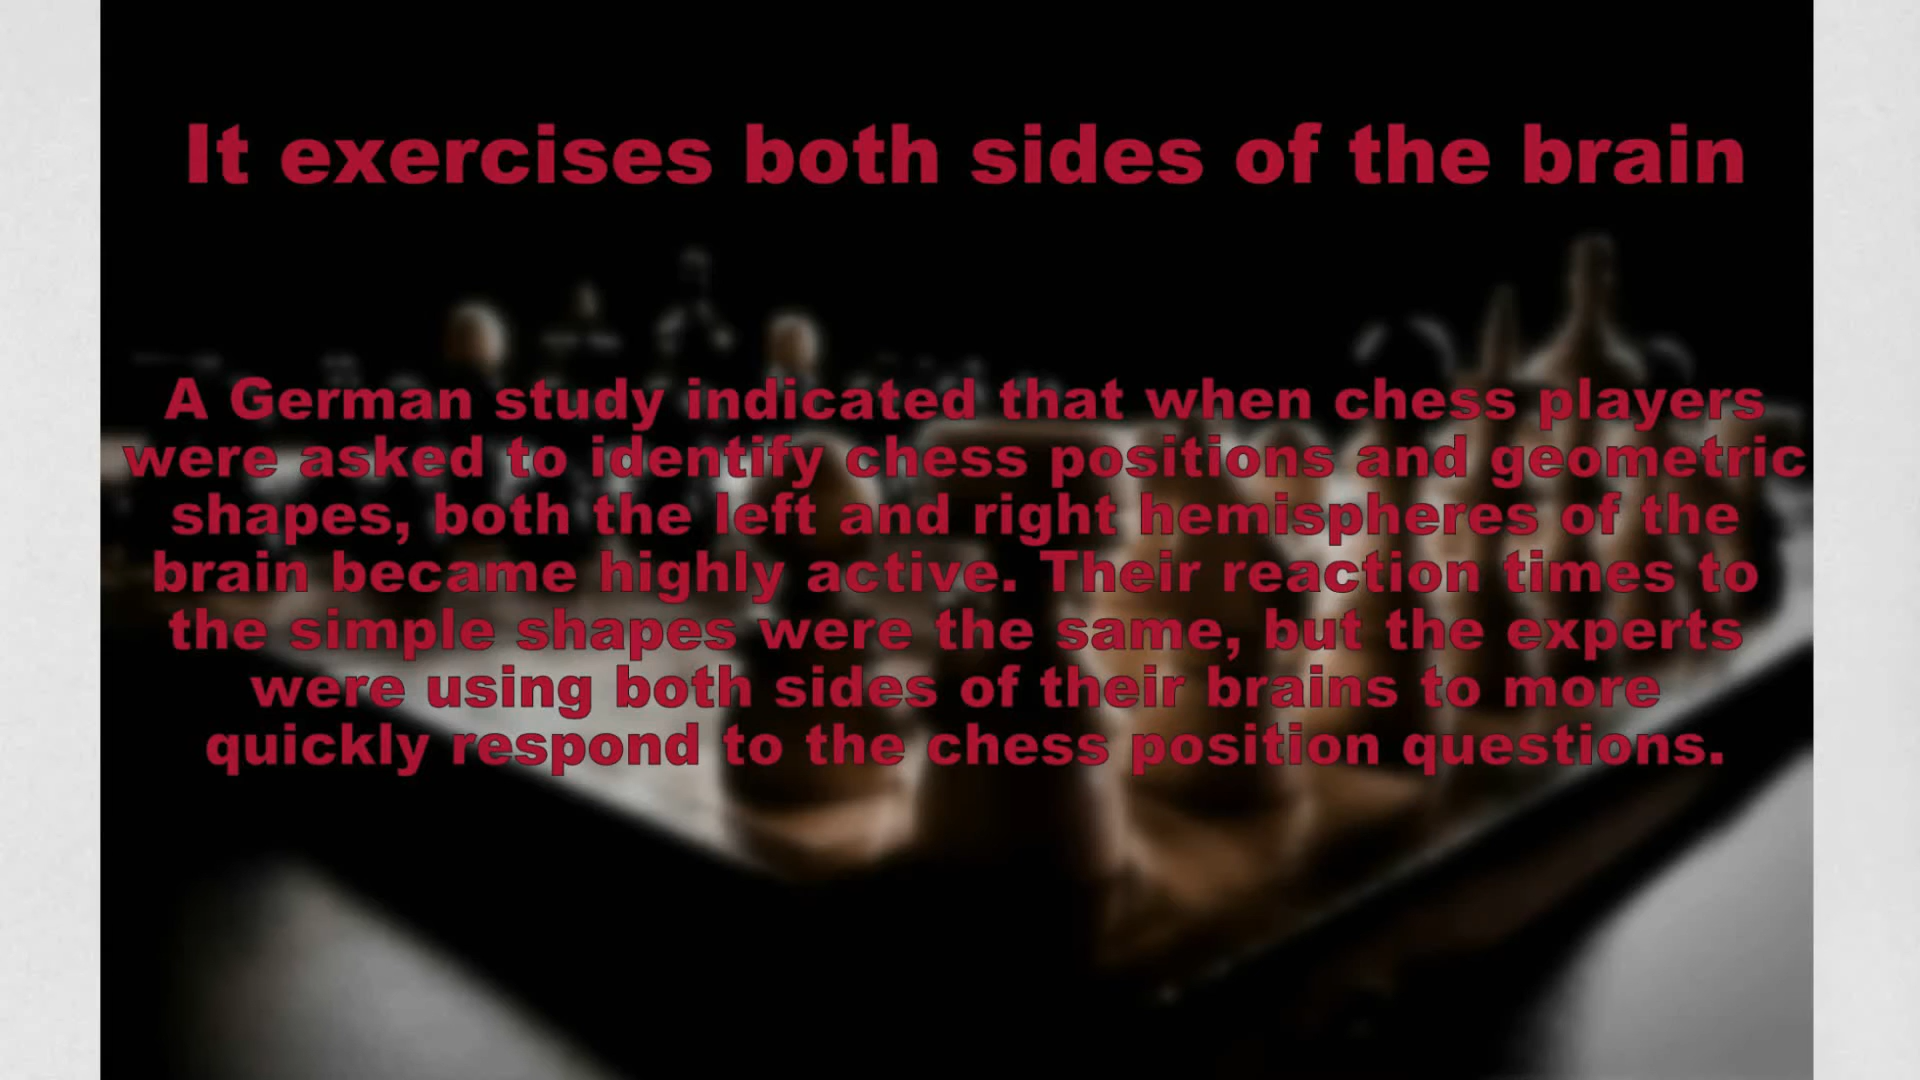 It exercises both sides of the brain
A German study indicated that when chess players
were asked to identify chess positions and geometric
shapes, both the left and right hemispheres of the
brain became highly active. Their reaction times to
the simple shapes were the same, but the experts
were using both sides of their brains to more
quickly respond to the chess position questions.